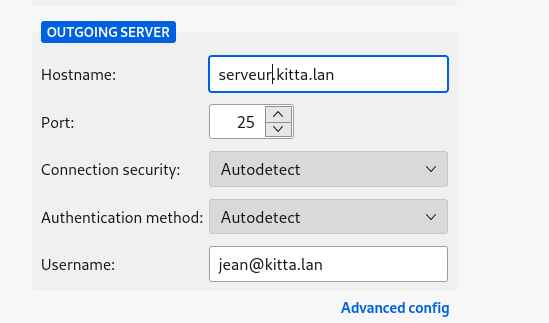 OUTGOING SERVER
Hostname: serveur.kitta.lan
Port: 25
Connection security: Autodetect
Authentication method: Autodetect
Username: jean@kitta.lan
Advanced config